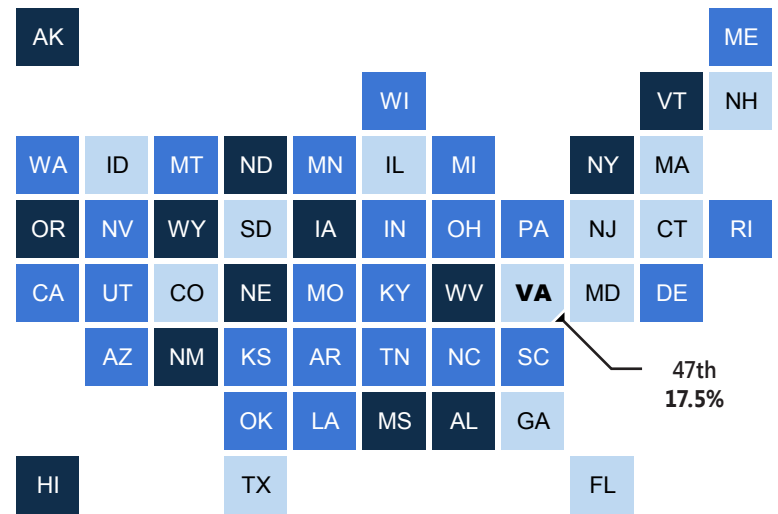 AK ME
WI VT NH
WA ID MT ND MN IL MI NY MA
OR NV WY SD IA IN OH PA NJ CT RI
CA UT CO NE MO KY WV VA MD DE
AZ NM KS AR TN NC SC
47th
17.5%
OK LA MS AL GA
HI TX FL